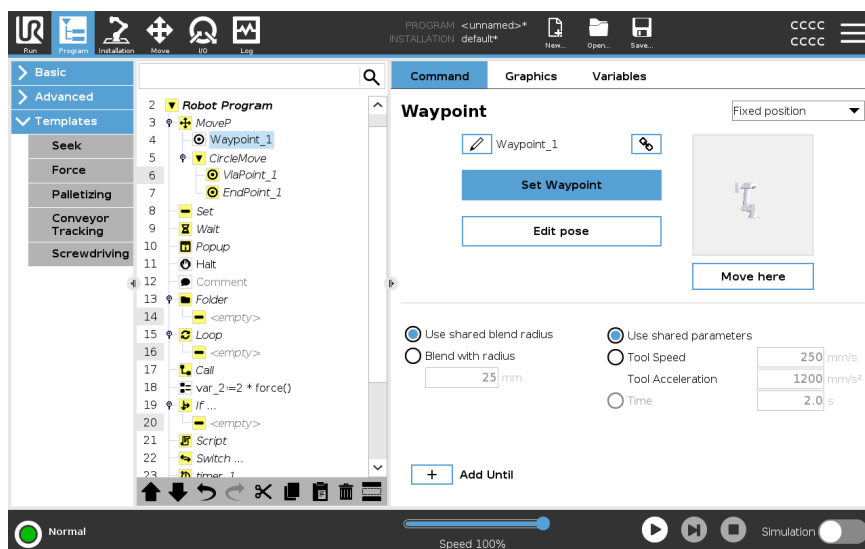 PROGRAM <unnamed>*
INSTALLATION default*
CCCC
CCCC
Run
Program
Installation
Move
I/O
Log
New...
Open...
Save...
Basic
Advanced
Templates
Seek
Force
Palletizing
Conveyor
Tracking
Screwdriving
2 Robot Program
3 MoveP
4 Waypoint_1
5 CircleMove
6 ViaPoint_1
7 EndPoint_1
8 Set
9 Wait
10 Popup
11 Halt
12 Comment
13 Folder
14 <empty>
15 Loop
16 <empty>
17 Call
18 var_2:=2 * force()
19 If ...
20 <empty>
21 Script
22 Switch ...
23 timer_1
Command
Graphics
Variables
Waypoint
Fixed position
Waypoint_1
Set Waypoint
Edit pose
Move here
Use shared blend radius
Blend with radius
25 mm
Use shared parameters
Tool Speed 250 mm/s
Tool Acceleration 1200 mm/s²
Time 2.0 s
+ Add Until
Normal
Speed 100%
Simulation